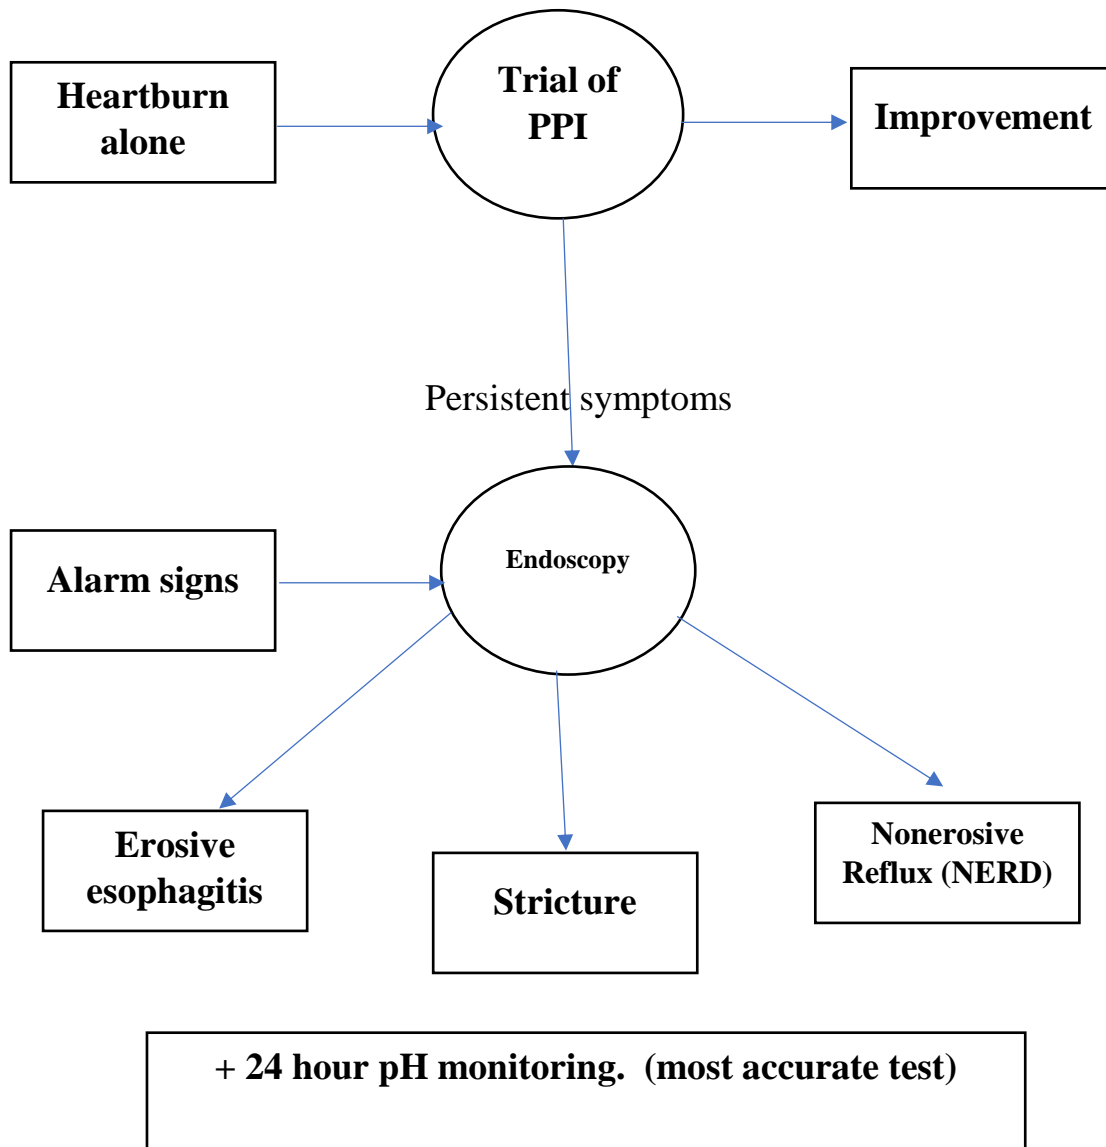 Heartburn
alone
Trial of
PPI
Improvement
Persistent symptoms
Alarm signs
Endoscopy
Erosive
esophagitis
Stricture
Nonerosive
Reflux (NERD)
+ 24 hour pH monitoring.  (most accurate test)